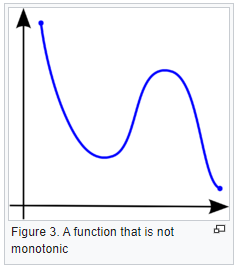 Figure 3. A function that is not
monotonic